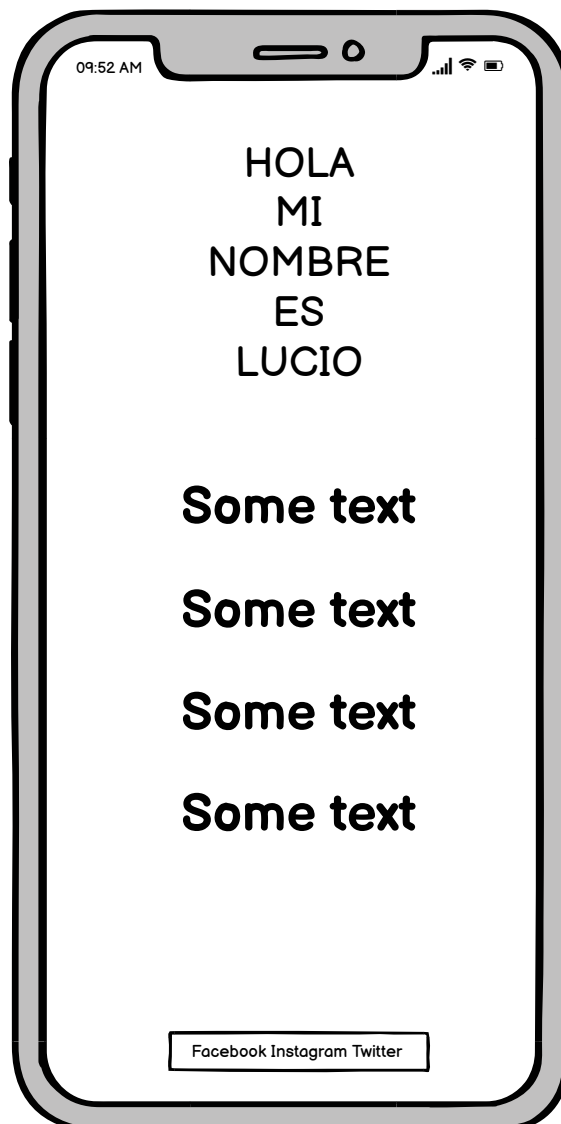 09:52 AM
HOLA
MI
NOMBRE
ES
LUCIO
Some text
Some text
Some text
Some text
Facebook Instagram Twitter